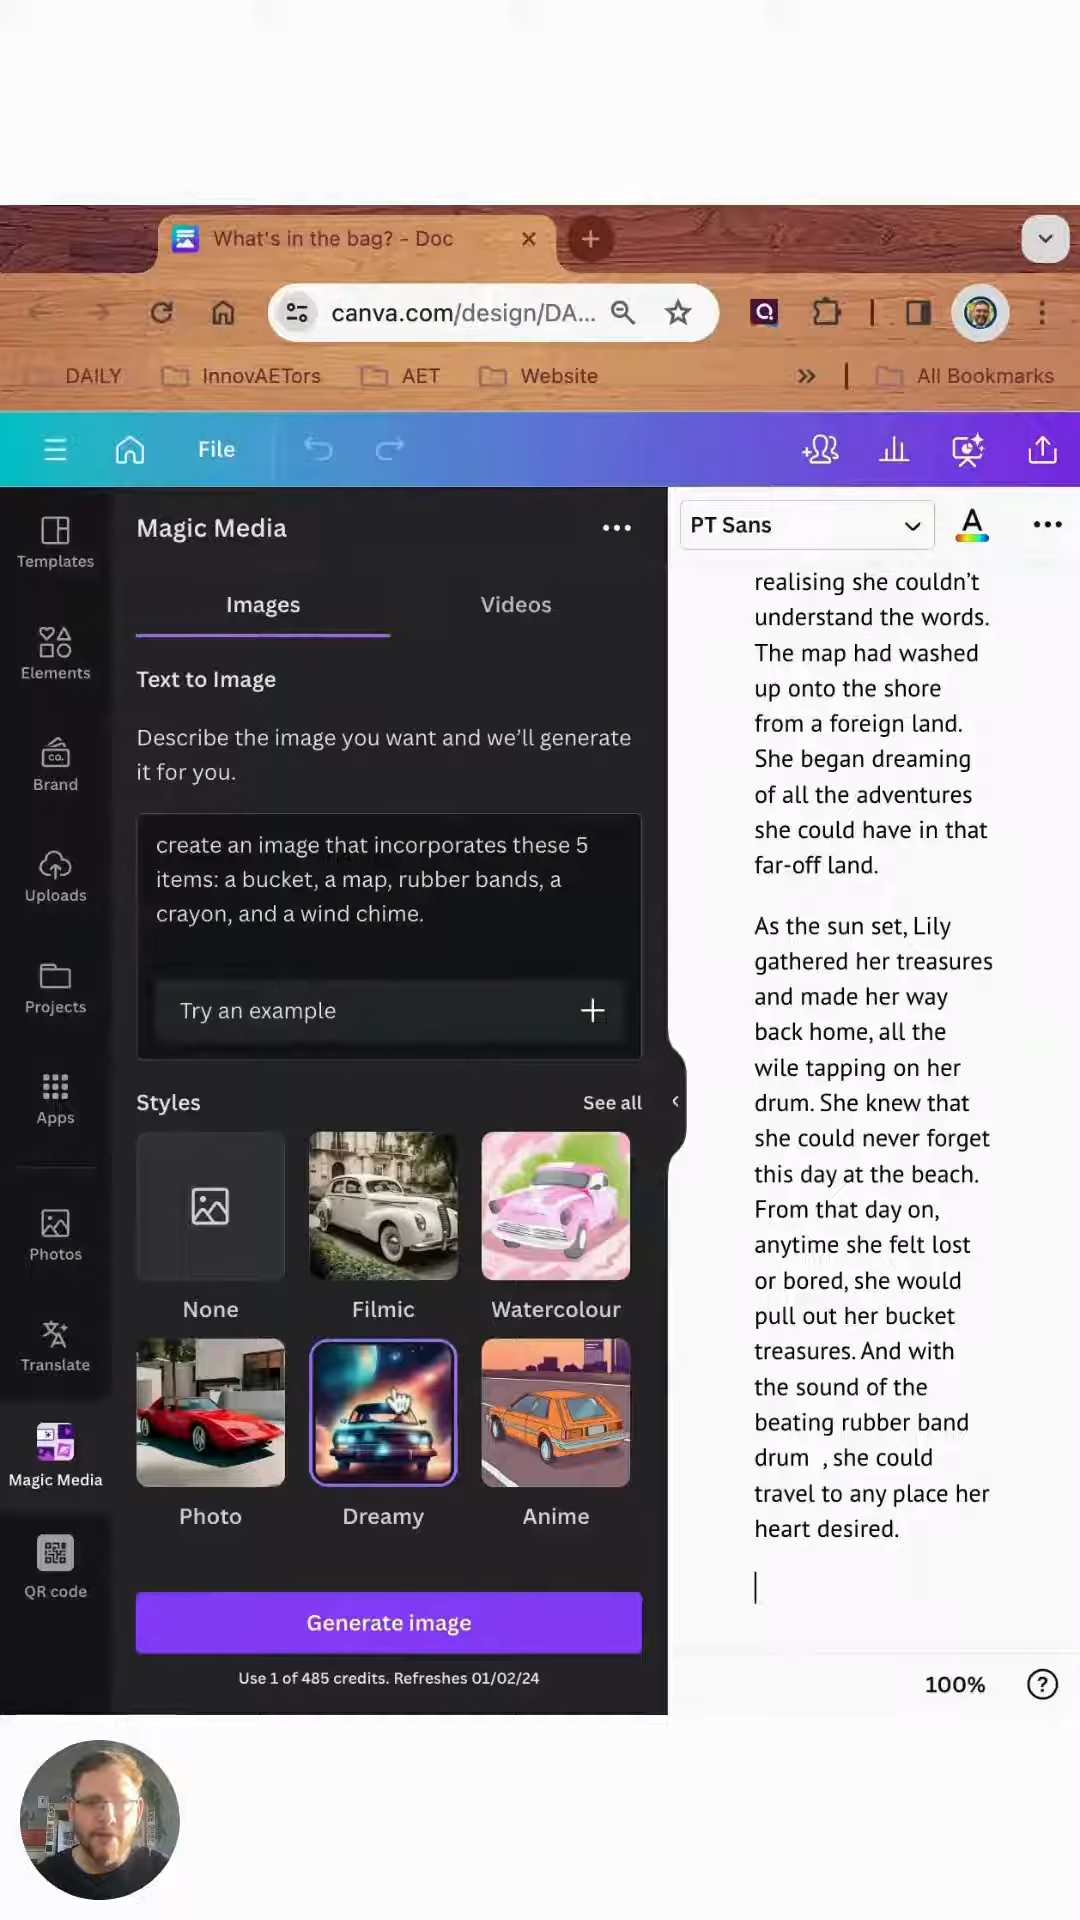 What's in the bag? - Doc
canva.com/design/DA...
DAILY
InnovAETors
AET
Website
All Bookmarks
File
Templates
Elements
CO.
Brand
Uploads
Projects
Apps
Photos
Translate
Magic Media
QR code
Magic Media
Images
Videos
Text to Image
Describe the image you want and we'll generate
it for you.
create an image that incorporates these 5
items: a bucket, a map, rubber bands, a
crayon, and a wind chime.
Try an example
Styles
See all
None
Filmic
Watercolour
Photo
Dreamy
Anime
Generate image
Use 1 of 485 credits. Refreshes 01/02/24
PT Sans
A
realising she couldn't
understand the words.
The map had washed
up onto the shore
from a foreign land.
She began dreaming
of all the adventures
she could have in that
far-off land.
As the sun set, Lily
gathered her treasures
and made her way
back home, all the
wile tapping on her
drum. She knew that
she could never forget
this day at the beach.
From that day on,
anytime she felt lost
or bored, she would
pull out her bucket
treasures. And with
the sound of the
beating rubber band
drum , she could
travel to any place her
heart desired.
100%